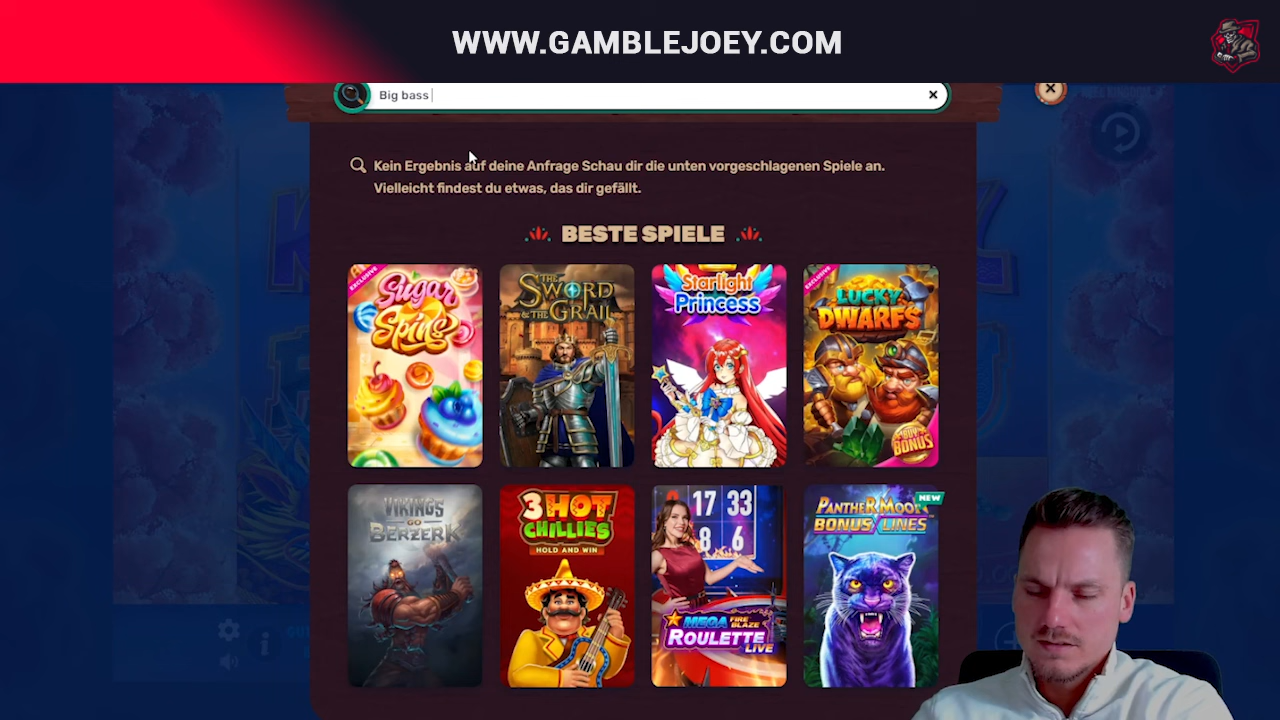 WWW.GAMBLEJOEY.COM
Big bass
Kein Ergebnis auf deine Anfrage Schau dir die unten vorgeschlagenen Spiele an.
Vielleicht findest du etwas, das dir gefällt.
BESTE SPIELE
EXCLUSIVE
Sugar
Spins
THE
SWORD
& THE GRAIL
Starlight
Princess
EXCLUSIVE
LUCKY
DWARFS
BUY
BONUS
VIKINGS
GO
BERZERK
3 HOT
CHILLIES
HOLD AND WIN
17 33
8 6
MEGA FIRE BLAZE
ROULETTE
LIVE
NEW
PANTHER MOON
BONUS LINES